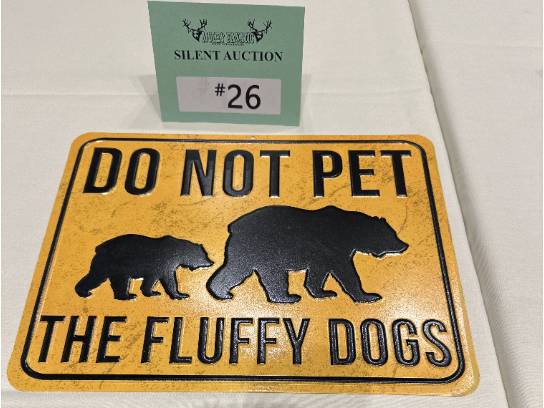 SILENT AUCTION
#26
DO NOT PET
THE FLUFFY DOGS